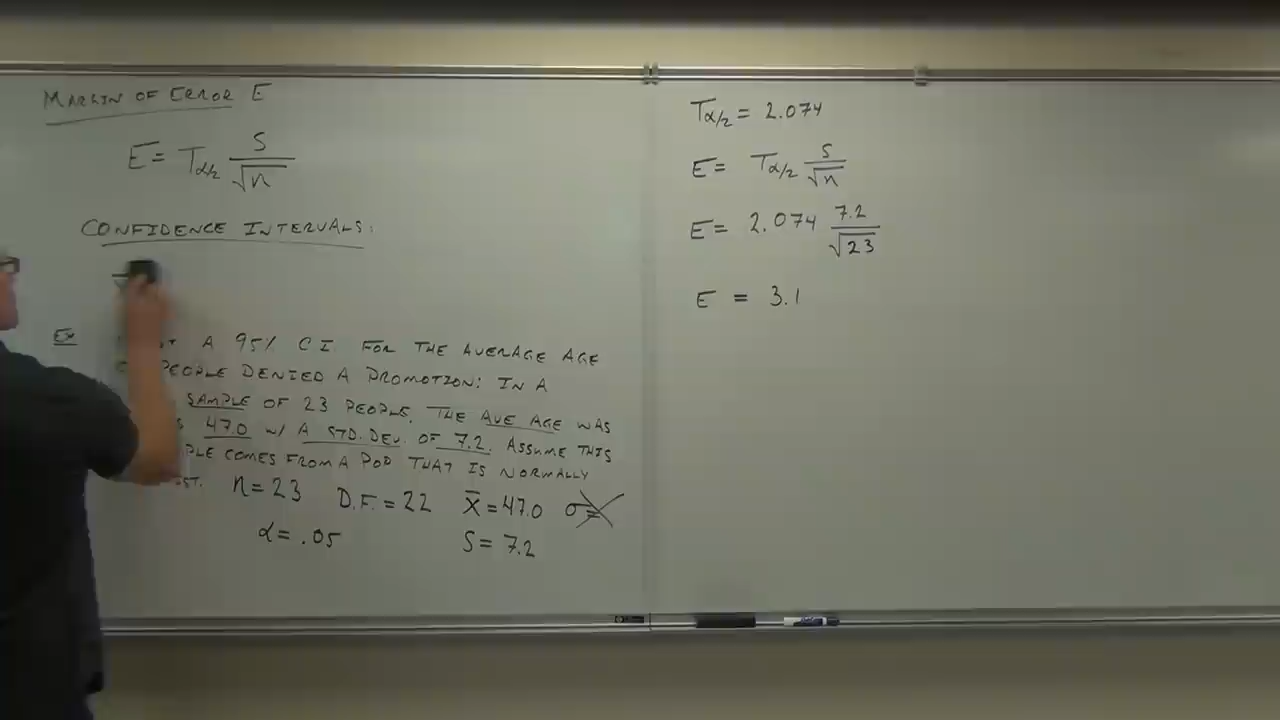 MARGIN OF ERROR E
E = Tα/2 S/√n
CONFIDENCE INTERVALS:
Ex A 95% CI FOR THE AVERAGE AGE
PEOPLE DENIED A PROMOTION: IN A
SAMPLE OF 23 PEOPLE, THE AVE AGE WAS
47.0 W/ A STD. DEV. OF 7.2. ASSUME THIS
COMES FROM A POP THAT IS NORMALLY
n = 23 D.F. = 22 x̄ = 47.0 σ =
α = .05 S = 7.2
Tα/2 = 2.074
E = Tα/2 S/√n
E = 2.074 7.2/√23
E = 3.1